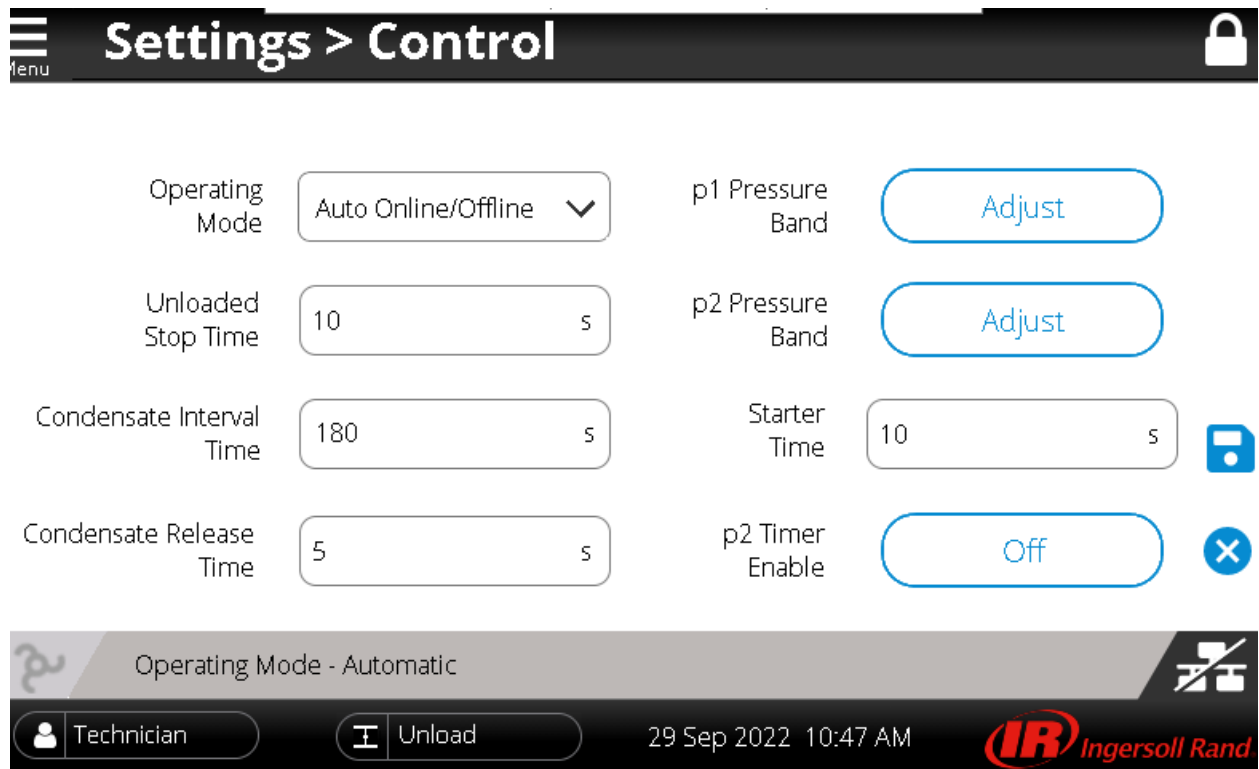 Settings > Control
Menu
Operating
Mode
Auto Online/Offline
p1 Pressure
Band
Adjust
Unloaded
Stop Time
10 s
p2 Pressure
Band
Adjust
Condensate Interval
Time
180 s
Starter
Time
10 s
Condensate Release
Time
5 s
p2 Timer
Enable
Off
Operating Mode - Automatic
Technician
Unload
29 Sep 2022 10:47 AM
IR Ingersoll Rand